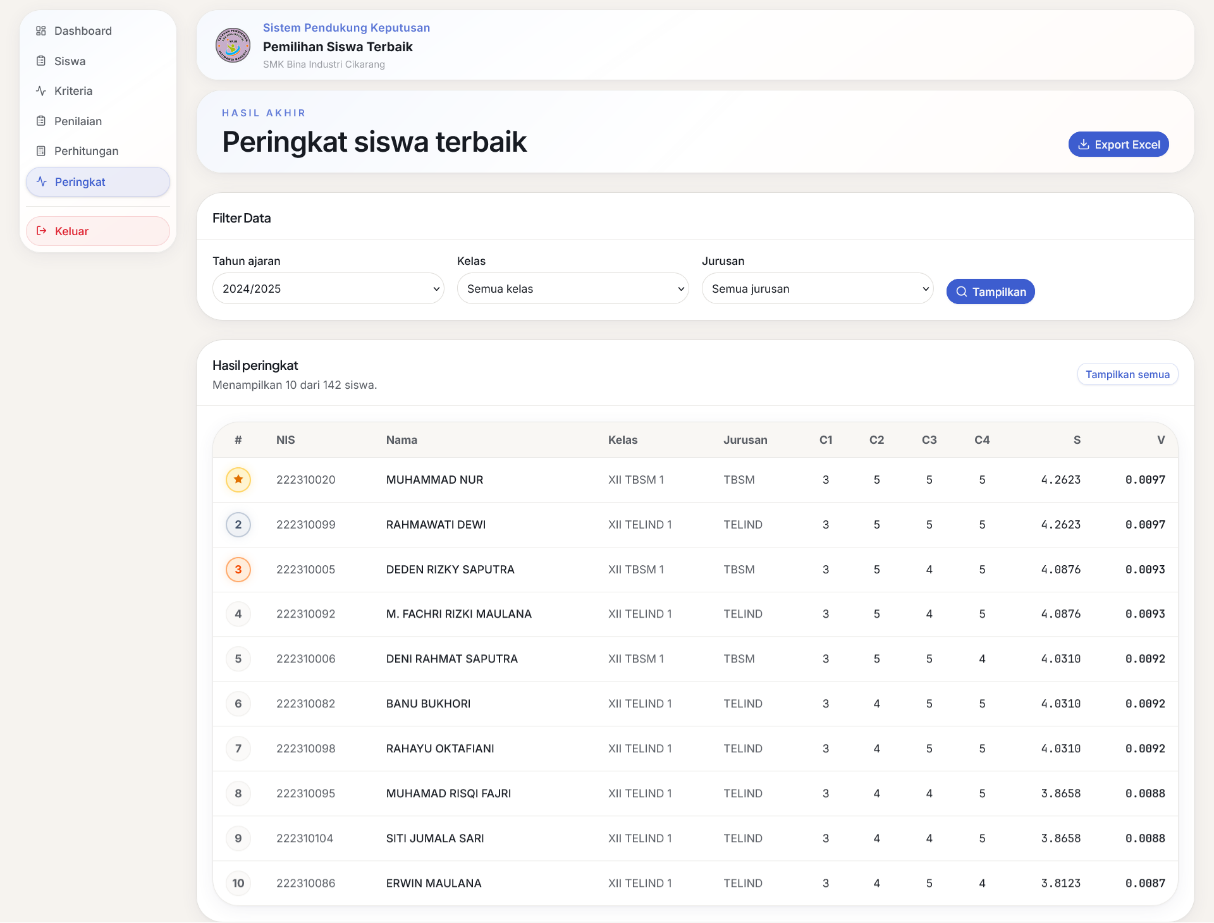 Dashboard
Siswa
Kriteria
Penilaian
Perhitungan
Peringkat
Keluar
Sistem Pendukung Keputusan
Pemilihan Siswa Terbaik
SMK Bina Industri Cikarang
HASIL AKHIR
Peringkat siswa terbaik
Export Excel
Filter Data
Tahun ajaran Kelas Jurusan
2024/2025 Semua kelas Semua jurusan Tampilkan
Hasil peringkat
Menampilkan 10 dari 142 siswa.
Tampilkan semua
# NIS Nama Kelas Jurusan C1 C2 C3 C4 S V
222310020 MUHAMMAD NUR XII TBSM 1 TBSM 3 5 5 5 4.2623 0.0097
2 222310099 RAHMAWATI DEWI XII TELIND 1 TELIND 3 5 5 5 4.2623 0.0097
3 222310005 DEDEN RIZKY SAPUTRA XII TBSM 1 TBSM 3 5 4 5 4.0876 0.0093
4 222310092 M. FACHRI RIZKI MAULANA XII TELIND 1 TELIND 3 5 4 5 4.0876 0.0093
5 222310006 DENI RAHMAT SAPUTRA XII TBSM 1 TBSM 3 5 5 4 4.0310 0.0092
6 222310082 BANU BUKHORI XII TELIND 1 TELIND 3 4 5 5 4.0310 0.0092
7 222310098 RAHAYU OKTAFIANI XII TELIND 1 TELIND 3 4 5 5 4.0310 0.0092
8 222310095 MUHAMAD RISQI FAJRI XII TELIND 1 TELIND 3 4 4 5 3.8658 0.0088
9 222310104 SITI JUMALA SARI XII TELIND 1 TELIND 3 4 4 5 3.8658 0.0088
10 222310086 ERWIN MAULANA XII TELIND 1 TELIND 3 4 5 4 3.8123 0.0087